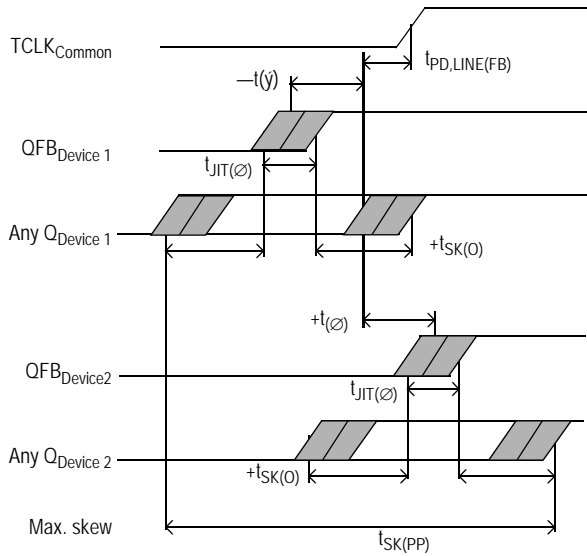 TCLKCommon
tPD,LINE(FB)
—t(ý)
QFBDevice 1
tJIT(∅)
Any QDevice 1
+tSK(O)
+t(∅)
QFBDevice2
tJIT(∅)
Any QDevice 2
+tSK(O)
Max. skew
tSK(PP)